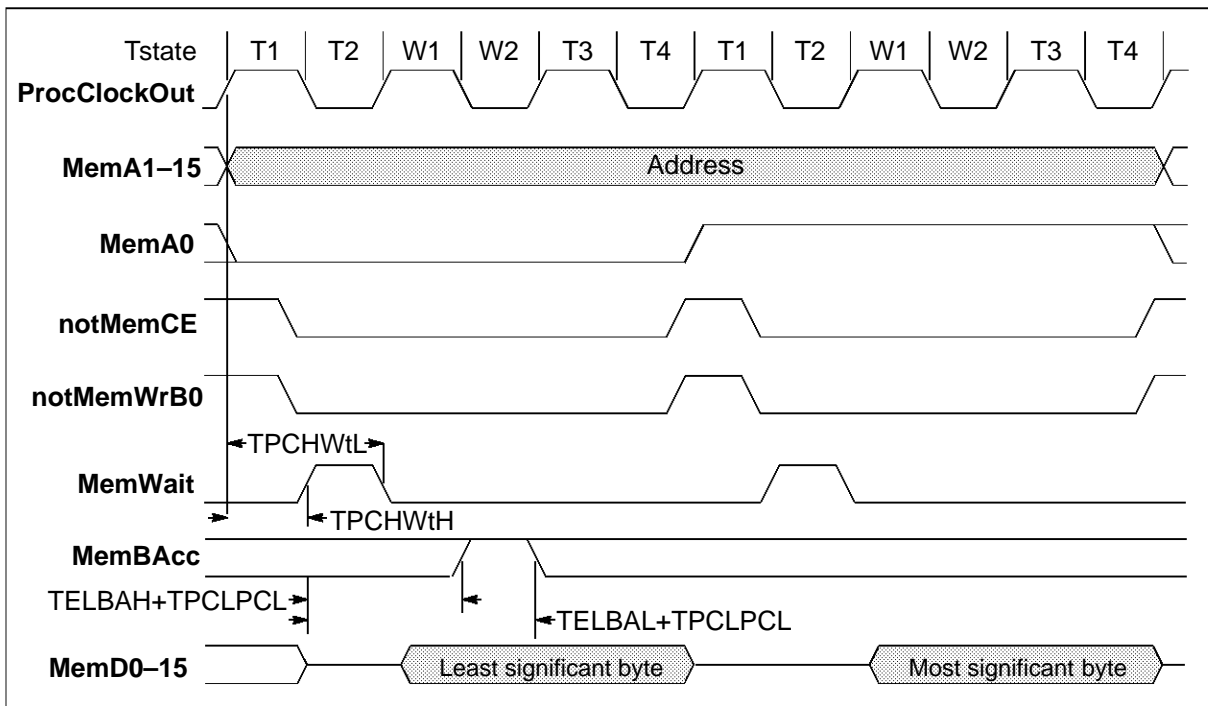 Tstate T1 T2 W1 W2 T3 T4 T1 T2 W1 W2 T3 T4
ProcClockOut
MemA1–15 Address
MemA0
notMemCE
notMemWrB0
TPCHWtL
MemWait
TPCHWtH
MemBAcc
TELBAH+TPCLPCL
TELBAL+TPCLPCL
MemD0–15 Least significant byte Most significant byte